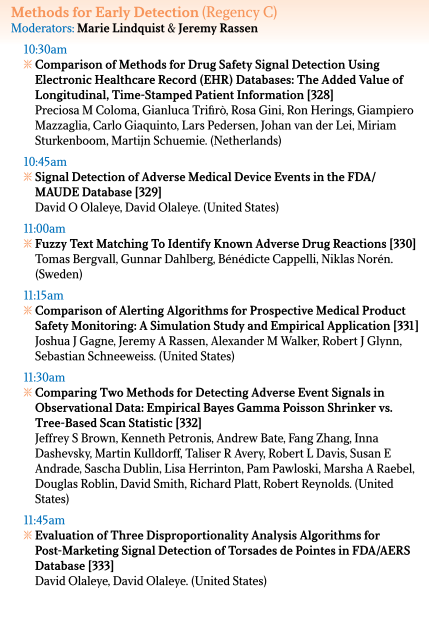 Methods for Early Detection (Regency C)
Moderators: Marie Lindquist & Jeremy Rassen
10:30am
※ Comparison of Methods for Drug Safety Signal Detection Using
Electronic Healthcare Record (EHR) Databases: The Added Value of
Longitudinal, Time-Stamped Patient Information [328]
Preciosa M Coloma, Gianluca Trifirò, Rosa Gini, Ron Herings, Giampiero
Mazzaglia, Carlo Giaquinto, Lars Pedersen, Johan van der Lei, Miriam
Sturkenboom, Martijn Schuemie. (Netherlands)
10:45am
※ Signal Detection of Adverse Medical Device Events in the FDA/
MAUDE Database [329]
David O Olaleye, David Olaleye. (United States)
11:00am
※ Fuzzy Text Matching To Identify Known Adverse Drug Reactions [330]
Tomas Bergvall, Gunnar Dahlberg, Bénédicte Cappelli, Niklas Norén.
(Sweden)
11:15am
※ Comparison of Alerting Algorithms for Prospective Medical Product
Safety Monitoring: A Simulation Study and Empirical Application [331]
Joshua J Gagne, Jeremy A Rassen, Alexander M Walker, Robert J Glynn,
Sebastian Schneeweiss. (United States)
11:30am
※ Comparing Two Methods for Detecting Adverse Event Signals in
Observational Data: Empirical Bayes Gamma Poisson Shrinker vs.
Tree-Based Scan Statistic [332]
Jeffrey S Brown, Kenneth Petronis, Andrew Bate, Fang Zhang, Inna
Dashevsky, Martin Kulldorff, Taliser R Avery, Robert L Davis, Susan E
Andrade, Sascha Dublin, Lisa Herrinton, Pam Pawloski, Marsha A Raebel,
Douglas Roblin, David Smith, Richard Platt, Robert Reynolds. (United
States)
11:45am
※ Evaluation of Three Disproportionality Analysis Algorithms for
Post-Marketing Signal Detection of Torsades de Pointes in FDA/AERS
Database [333]
David Olaleye, David Olaleye. (United States)